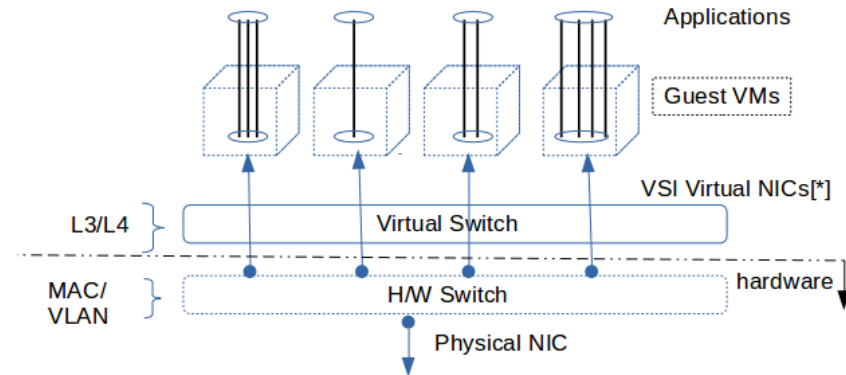 Applications
Guest VMs
VSI Virtual NICs[*]
L3/L4
Virtual Switch
hardware
MAC/
VLAN
H/W Switch
Physical NIC